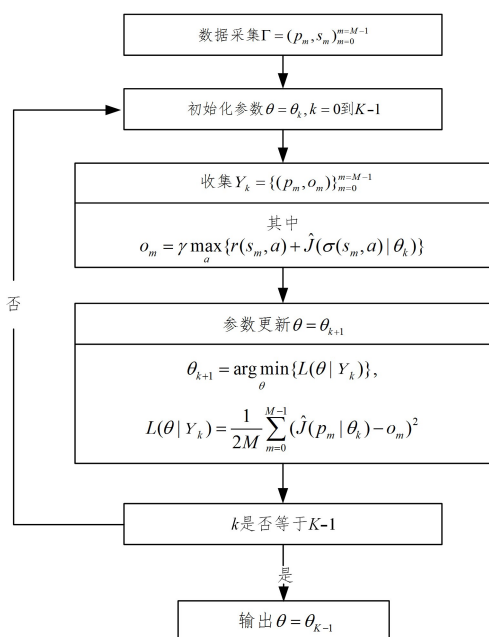 数据采集Γ = (p_m, s_m)_{m=0}^{m=M-1}
初始化参数θ = θ_k, k = 0到K-1
收集Y_k = {(p_m, o_m)}_{m=0}^{m=M-1}
其中
o_m = γ max_a {r(s_m, a) + Ĵ(σ(s_m, a) | θ_k)}
否
参数更新θ = θ_{k+1}
θ_{k+1} = arg min_θ {L(θ | Y_k)},
L(θ | Y_k) = \frac{1}{2M} \sum_{m=0}^{M-1} (Ĵ(p_m | θ_k) - o_m)^2
k是否等于K-1
是
输出θ = θ_{K-1}